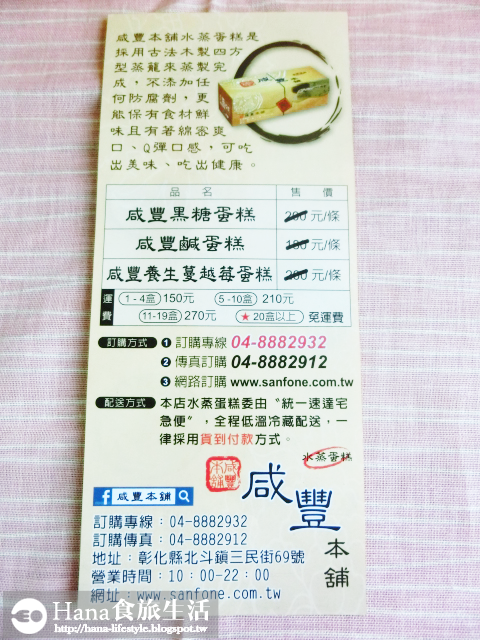 咸豐本舖水蒸蛋糕是
採用古法木製四方
型蒸籠來蒸製完
成，不添加任
何防腐劑，更
能保有食材鮮
味且有著綿密爽
口、Q彈口感，可吃
出美味、吃出健康。
品名 售價
咸豐黑糖蛋糕 200元/條
咸豐鹹蛋糕 180元/條
咸豐養生蔓越莓蛋糕 200元/條
運費 1-4盒 150元 5-10盒 210元
11-19盒 270元 ★20盒以上 免運費
訂購方式 ❶ 訂購專線 04-8882932
❷ 傳真訂購 04-8882912
❸ 網路訂購 www.sanfone.com.tw
配送方式 本店水蒸蛋糕委由“統一速達宅
急便”，全程低溫冷藏配送，一
律採用貨到付款方式。
水蒸蛋糕
咸豐本舖
咸豐本舖
f 咸豐本舖
訂購專線：04-8882932
訂購傳真：04-8882912
地址：彰化縣北斗鎮三民街69號
營業時間：10：00-22：00
網址：www.sanfone.com.tw
Hana食旅生活
http://hana-lifestyle.blogspot.tw